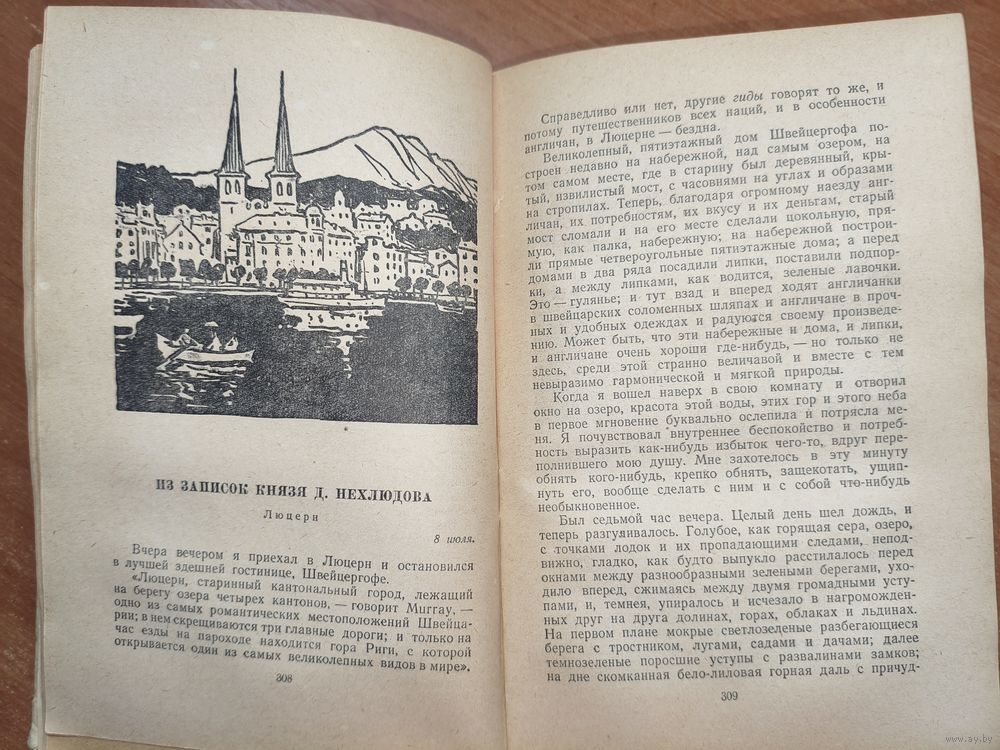 ИЗ ЗАПИСОК КНЯЗЯ Д. НЕХЛЮДОВА
Люцерн
8 июля.
Вчера вечером я приехал в Люцерн и остановился
в лучшей здешней гостинице, Швейцергофе.
«Люцерн, старинный кантональный город, лежащий
на берегу озера четырех кантонов, — говорит Murray, —
одно из самых романтических местоположений Швейца-
рии; в нем скрещиваются три главные дороги; и только на
час езды на пароходе находится гора Риги, с которой
открывается один из самых великолепных видов в мире».
308
Справедливо или нет, другие гиды говорят то же, и
потому путешественников всех наций, и в особенности
англичан, в Люцерне — бездна.
Великолепный, пятиэтажный дом Швейцергофа по-
строен недавно на набережной, над самым озером, на
том самом месте, где в старину был деревянный, кры-
тый, извилистый мост, с часовнями на углах и образами
на стропилах. Теперь, благодаря огромному наезду анг-
личан, их потребностям, их вкусу и их деньгам, старый
мост сломали и на его месте сделали цокольную, пря-
мую, как палка, набережную; на набережной построи-
ли прямые четвероугольные пятиэтажные дома; а перед
домами в два ряда посадили липки, поставили подпор-
ки, а между липками, как водится, зеленые лавочки.
Это — гулянье; и тут взад и вперед ходят англичанки
в швейцарских соломенных шляпах и англичане в проч-
ных и удобных одеждах и радуются своему произведе-
нию. Может быть, что эти набережные и дома, и липки,
и англичане очень хороши где-нибудь, — но только не
здесь, среди этой странно величавой и вместе с тем
невыразимо гармонической и мягкой природы.
Когда я вошел наверх в свою комнату и отворил
окно на озеро, красота этой воды, этих гор и этого неба
в первое мгновение буквально ослепила и потрясла ме-
ня. Я почувствовал внутреннее беспокойство и потреб-
ность выразить как-нибудь избыток чего-то, вдруг пере-
полнившего мою душу. Мне захотелось в эту минуту
обнять кого-нибудь, крепко обнять, защекотать, ущип-
нуть его, вообще сделать с ним и с собой что-нибудь
необыкновенное.
Был седьмой час вечера. Целый день шел дождь, и
теперь разгуливалось. Голубое, как горящая сера, озеро,
с точками лодок и их пропадающими следами, непод-
вижно, гладко, как будто выпукло расстилалось перед
окнами между разнообразными зелеными берегами, ухо-
дило вперед, сжимаясь между двумя громадными усту-
пами, и, темнея, упиралось и исчезало в нагроможден-
ных друг на друга долинах, горах, облаках и льдинах.
На первом плане мокрые светлозеленые разбегающиеся
берега с тростником, лугами, садами и дачами; далее
темнозеленые поросшие уступы с развалинами замков;
на дне скомканная бело-лиловая горная даль с причуд-
309
www.ay.by